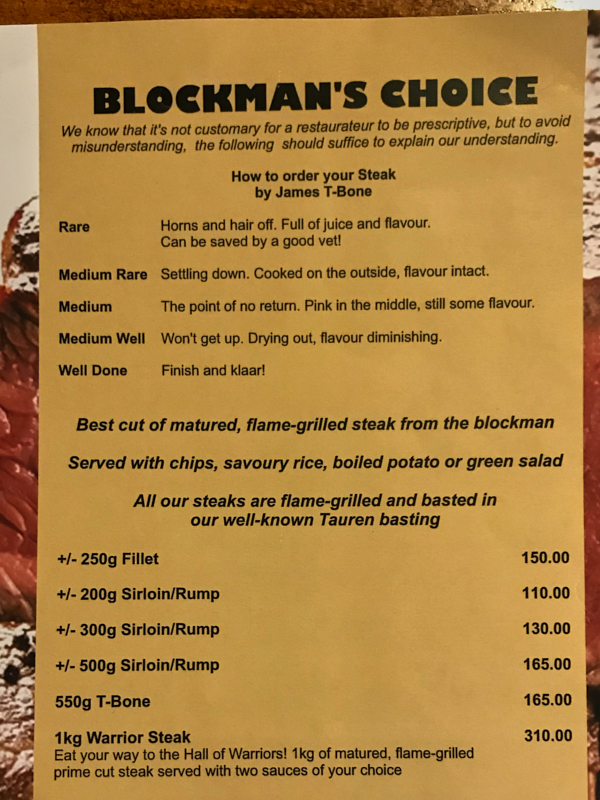 BLOCKMAN'S CHOICE
We know that it's not customary for a restaurateur to be prescriptive, but to avoid
misunderstanding, the following should suffice to explain our understanding.
How to order your Steak
by James T-Bone
Rare Horns and hair off. Full of juice and flavour.
Can be saved by a good vet!
Medium Rare Settling down. Cooked on the outside, flavour intact.
Medium The point of no return. Pink in the middle, still some flavour.
Medium Well Won't get up. Drying out, flavour diminishing.
Well Done Finish and klaar!
Best cut of matured, flame-grilled steak from the blockman
Served with chips, savoury rice, boiled potato or green salad
All our steaks are flame-grilled and basted in
our well-known Tauren basting
+/- 250g Fillet 150.00
+/- 200g Sirloin/Rump 110.00
+/- 300g Sirloin/Rump 130.00
+/- 500g Sirloin/Rump 165.00
550g T-Bone 165.00
1kg Warrior Steak 310.00
Eat your way to the Hall of Warriors! 1kg of matured, flame-grilled
prime cut steak served with two sauces of your choice